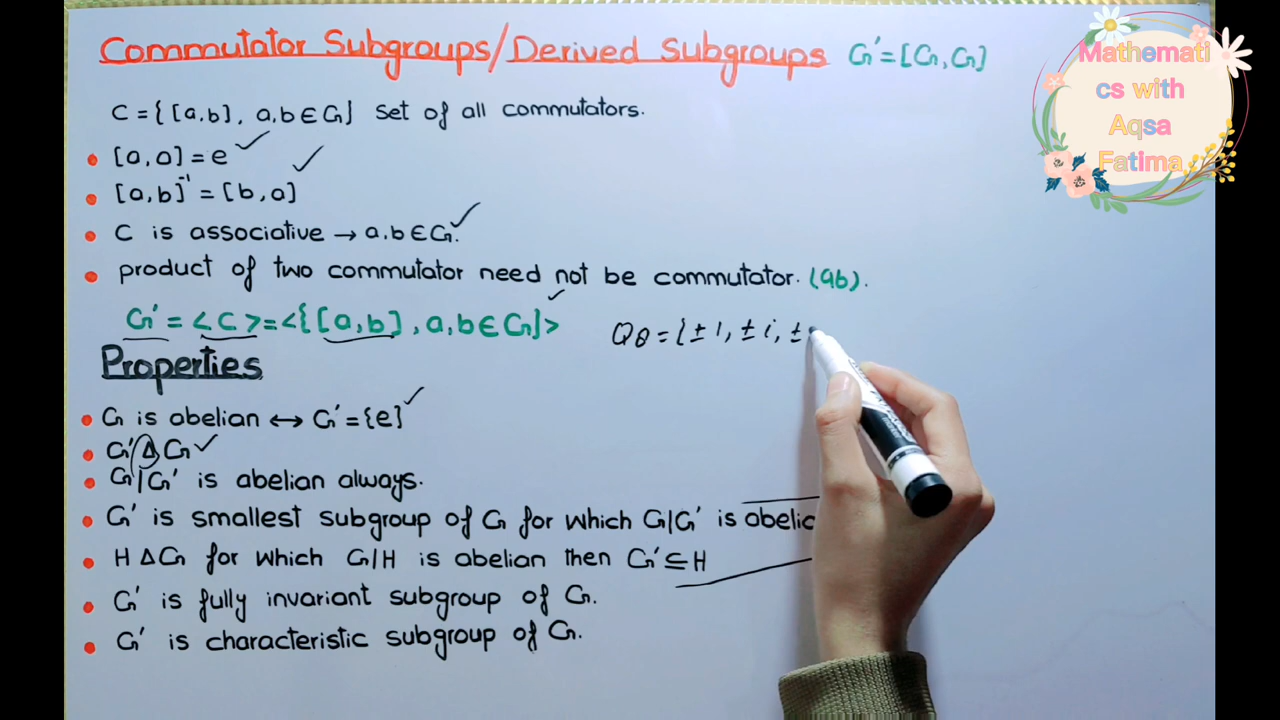 Commutator Subgroups/Derived Subgroups G'=[G,G]
C={[a,b], a,b∈G} set of all commutators.
[a,a]=e
[a,b]⁻¹=[b,a]
C is associative → a,b∈G.
product of two commutator need not be commutator. (96).
G'=<C>=<{[a,b], a,b∈G}>
Q8={±1, ±i, ±
Properties
G is abelian ↔ G'={e}
G' Δ G
G|G' is abelian always.
G' is smallest subgroup of G for which G|G' is
H Δ G for which G|H is abelian then G'⊆H
G' is fully invariant subgroup of G.
G' is characteristic subgroup of G.
Mathemati
cs with
Aqsa
Fatima